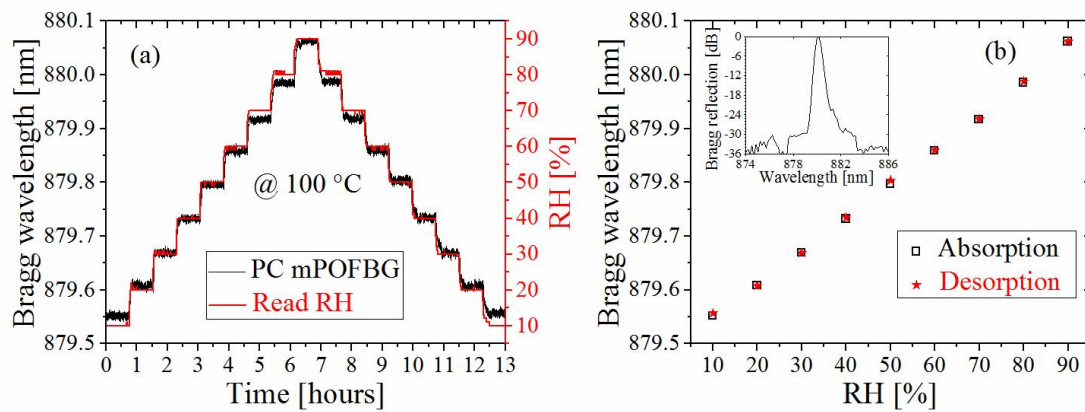 (a)
Bragg wavelength [nm]
880.1
880.0
879.9
879.8
879.7
879.6
879.5
90
80
70
60
50
40
30
20
10
RH [%]
@ 100 °C
PC mPOFBG
Read RH
0 1 2 3 4 5 6 7 8 9 10 11 12 13
Time [hours]
(b)
Bragg wavelength [nm]
880.1
880.0
879.9
879.8
879.7
879.6
879.5
Bragg reflection [dB]
0
-6
-12
-18
-24
-30
-36
874 878 882 886
Wavelength [nm]
Absorption
Desorption
10 20 30 40 50 60 70 80 90
RH [%]